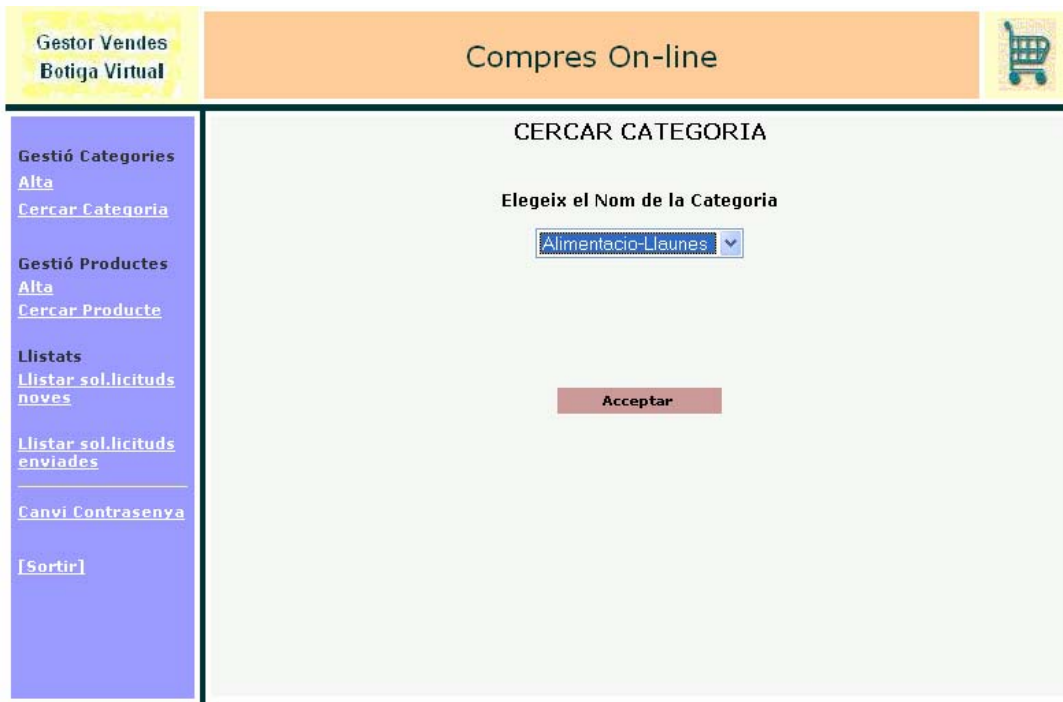 Gestor Vendes
Botiga Virtual
Compres On-line
Gestió Categories
Alta
Cercar Categoria
Gestió Productes
Alta
Cercar Producte
Llistats
Llistar sol.licituds
noves
Llistar sol.licituds
enviades
Canvi Contrasenya
[Sortir]
CERCAR CATEGORIA
Elegeix el Nom de la Categoria
Alimentacio-Llaunes
Acceptar